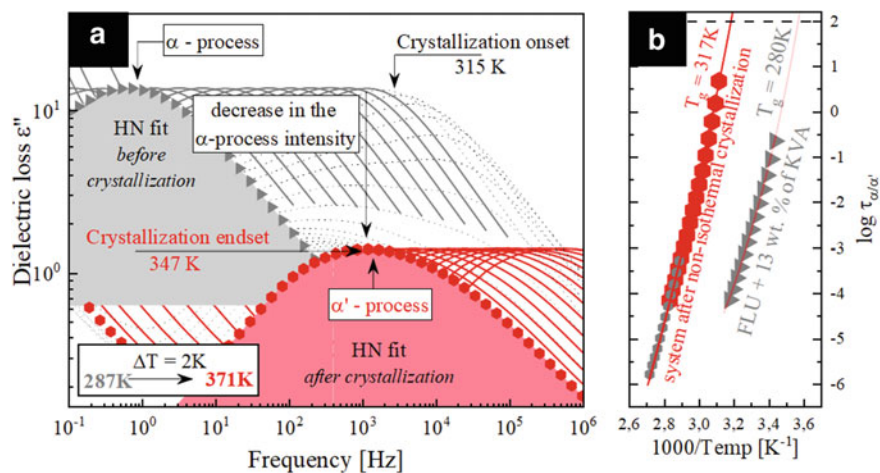 a
α - process
Crystallization onset
315 K
decrease in the
α-process intensity
HN fit
before
crystallization
Crystallization endset
347 K
α' - process
HN fit
after crystallization
ΔT = 2K
287K
371K
10¹
10⁰
Dielectric loss ε"
10⁻¹ 10⁰ 10¹ 10² 10³ 10⁴ 10⁵ 10⁶
Frequency [Hz]
b
T_g = 317K
T_g = 280K
system after non-isothermal crystallization
FLU + 13 wt. % of KVA
2
1
0
-1
-2
-3
-4
-5
-6
log τα/α'
2,6 2,8 3,0 3,2 3,4 3,6 3,8
1000/Temp [K⁻¹]